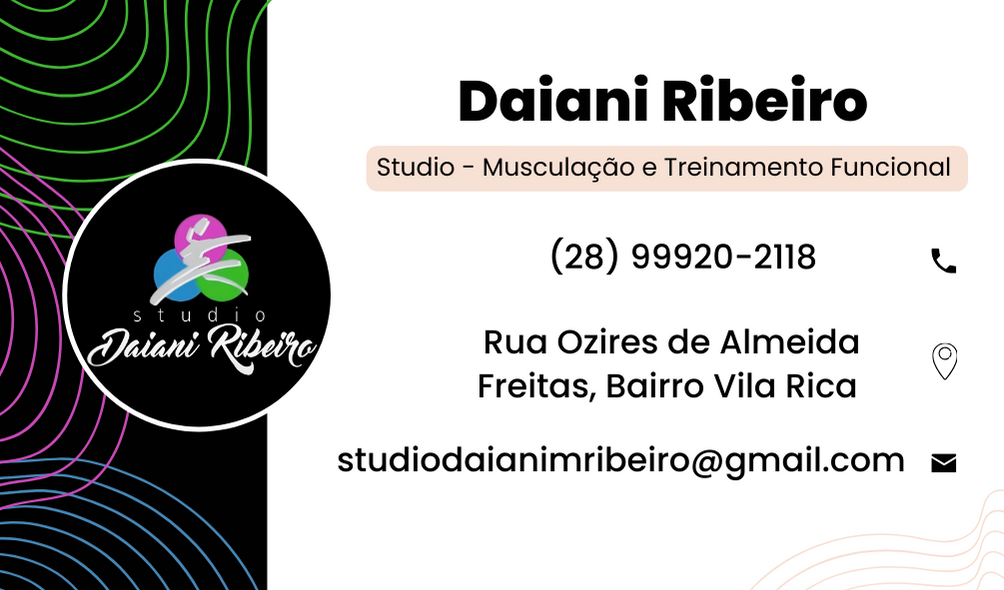 Daiani Ribeiro
Studio - Musculação e Treinamento Funcional
(28) 99920-2118
Rua Ozires de Almeida
Freitas, Bairro Vila Rica
studiodaianimribeiro@gmail.com
studio
Daiani Ribeiro